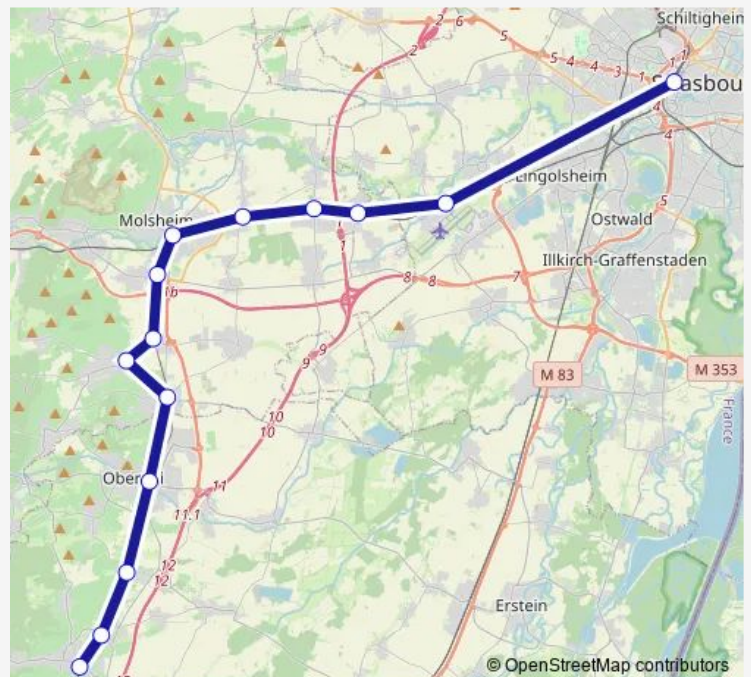 Schiltigheim
2 6
2
5
5 4 4 3 1
1 1
Strasbou
4
4
Lingolsheim
5
Molsheim
Ostwald
1
Illkirch-Graffenstaden
8 8
7
9
9
M 353
M 83
France
10
10
Obernai
11
11.1
12
12
Erstein
© OpenStreetMap contributors